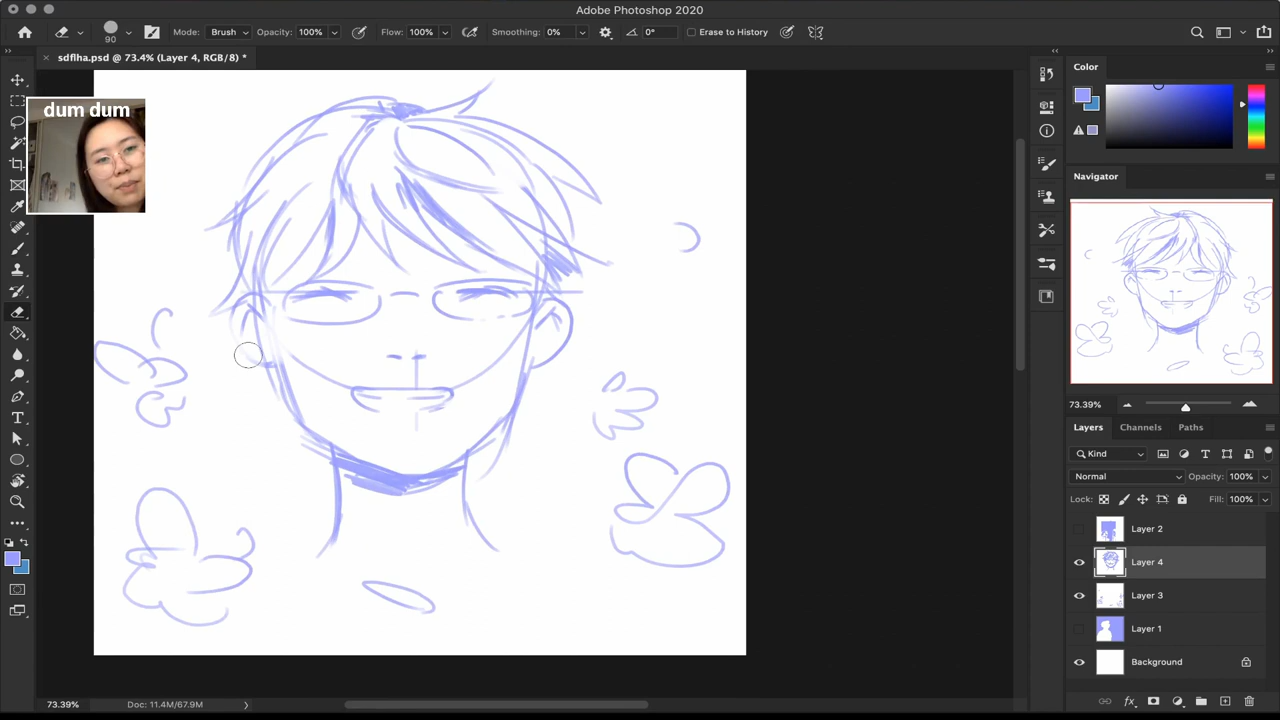 Adobe Photoshop 2020
90 Mode: Brush Opacity: 100% Flow: 100% Smoothing: 0% 0° Erase to History
sdflha.psd @ 73.4% (Layer 4, RGB/8) *
dum dum
Color
Navigator
73.39%
Layers Channels Paths
Kind
Normal Opacity: 100%
Lock: Fill: 100%
Layer 2
Layer 4
Layer 3
Layer 1
Background
73.39% Doc: 11.4M/67.9M